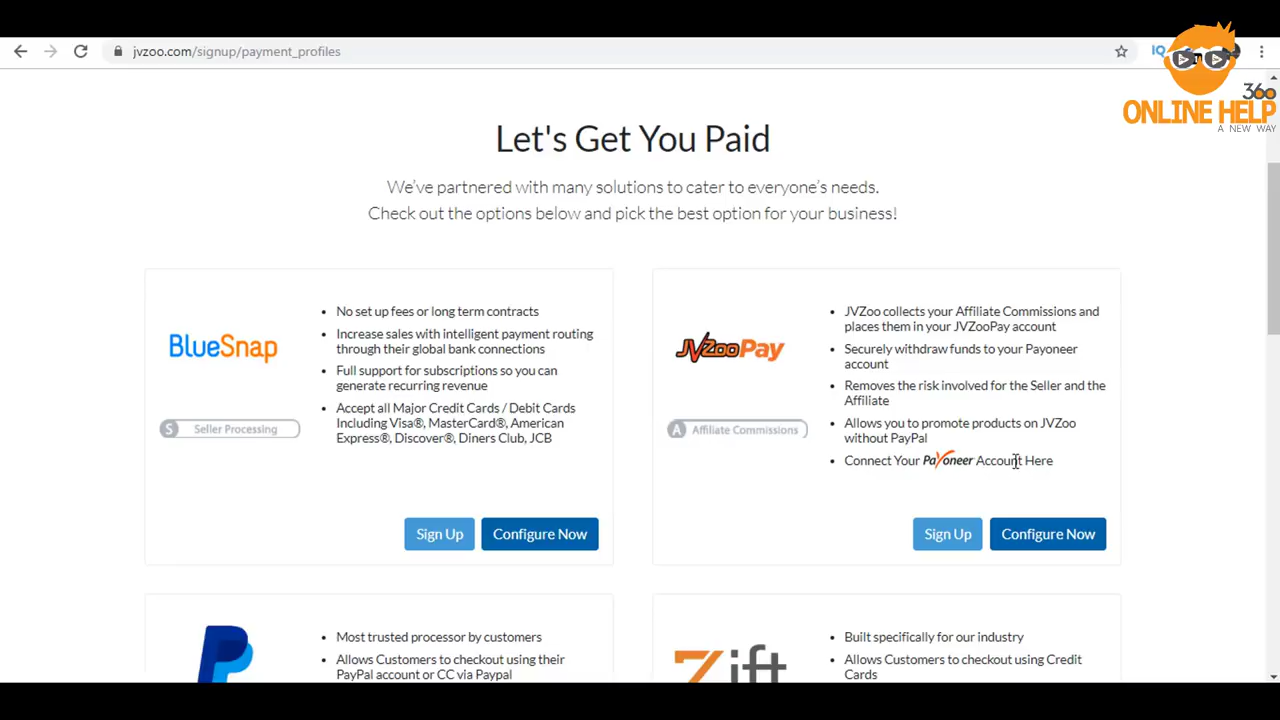 jvzoo.com/signup/payment_profiles
IQ
360
ONLINE HELP
A NEW WAY
Let's Get You Paid
We've partnered with many solutions to cater to everyone's needs.
Check out the options below and pick the best option for your business!
BlueSnap
S Seller Processing
• No set up fees or long term contracts
• Increase sales with intelligent payment routing
through their global bank connections
• Full support for subscriptions so you can
generate recurring revenue
• Accept all Major Credit Cards / Debit Cards
Including Visa®, MasterCard®, American
Express®, Discover®, Diners Club, JCB
Sign Up
Configure Now
JVZooPay
A Affiliate Commissions
• JVZoo collects your Affiliate Commissions and
places them in your JVZooPay account
• Securely withdraw funds to your Payoneer
account
• Removes the risk involved for the Seller and the
Affiliate
• Allows you to promote products on JVZoo
without PayPal
• Connect Your Payoneer Account Here
Sign Up
Configure Now
• Most trusted processor by customers
• Allows Customers to checkout using their
PayPal account or CC via Paypal
Zift
• Built specifically for our industry
• Allows Customers to checkout using Credit
Cards